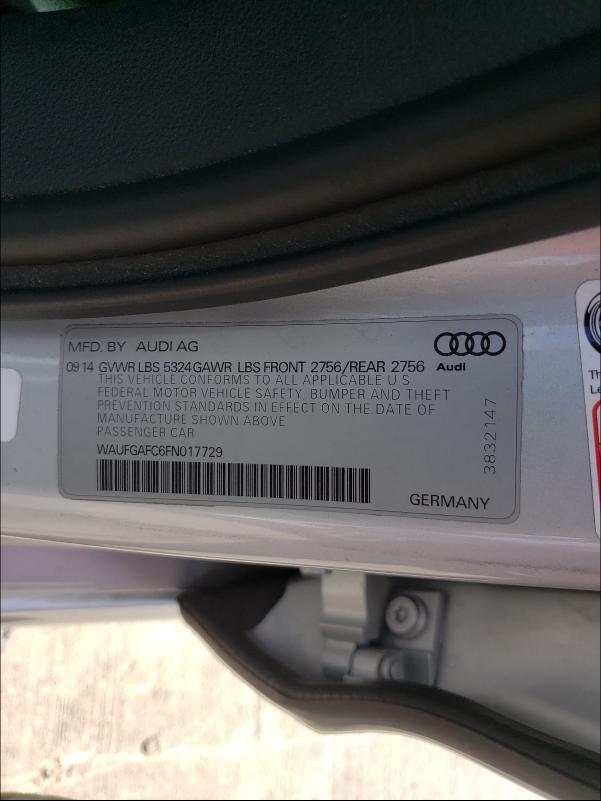 MFD. BY AUDI AG
Audi
09 14 GVWR LBS 5324 GAWR LBS FRONT 2756/REAR 2756
THIS VEHICLE CONFORMS TO ALL APPLICABLE U S
FEDERAL MOTOR VEHICLE SAFETY, BUMPER AND THEFT
PREVENTION STANDARDS IN EFFECT ON THE DATE OF
MANUFACTURE SHOWN ABOVE
PASSENGER CAR
WAUFGAFC6FN017729
3832147
GERMANY